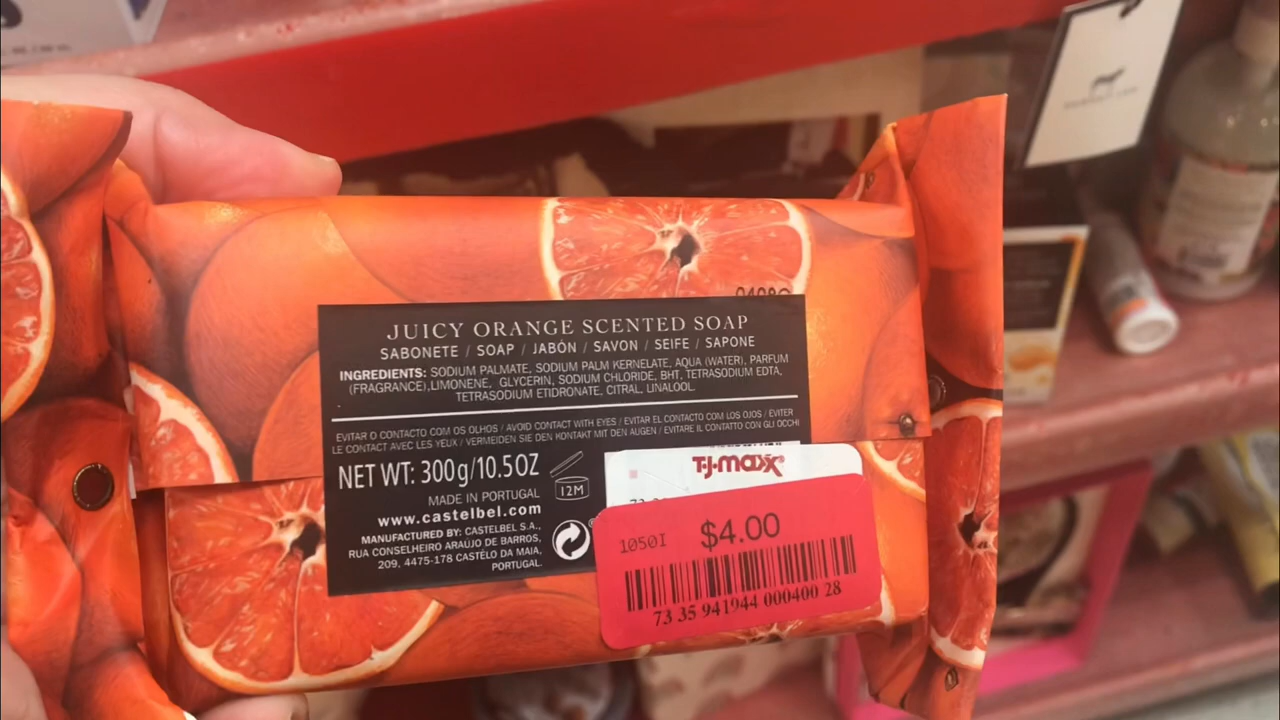 0408C
JUICY ORANGE SCENTED SOAP
SABONETE / SOAP / JABÓN / SAVON / SEIFE / SAPONE
INGREDIENTS: SODIUM PALMATE, SODIUM PALM KERNELATE, AQUA (WATER), PARFUM
(FRAGRANCE),LIMONENE, GLYCERIN, SODIUM CHLORIDE, BHT, TETRASODIUM EDTA,
TETRASODIUM ETIDRONATE, CITRAL, LINALOOL.
EVITAR O CONTACTO COM OS OLHOS / AVOID CONTACT WITH EYES / EVITAR EL CONTACTO COM LOS OJOS / EVITER
LE CONTACT AVEC LES YEUX / VERMEIDEN SIE DEN KONTAKT MIT DEN AUGEN / EVITARE IL CONTATTO CON GLI OCCHI
NET WT: 300g/10.5OZ
12M
MADE IN PORTUGAL
www.castelbel.com
MANUFACTURED BY: CASTELBEL S.A.,
RUA CONSELHEIRO ARAÚJO DE BARROS,
209, 4475-178 CASTÊLO DA MAIA,
PORTUGAL.
T·J·maxx®
1050I $4.00
73 35 941944 000400 28